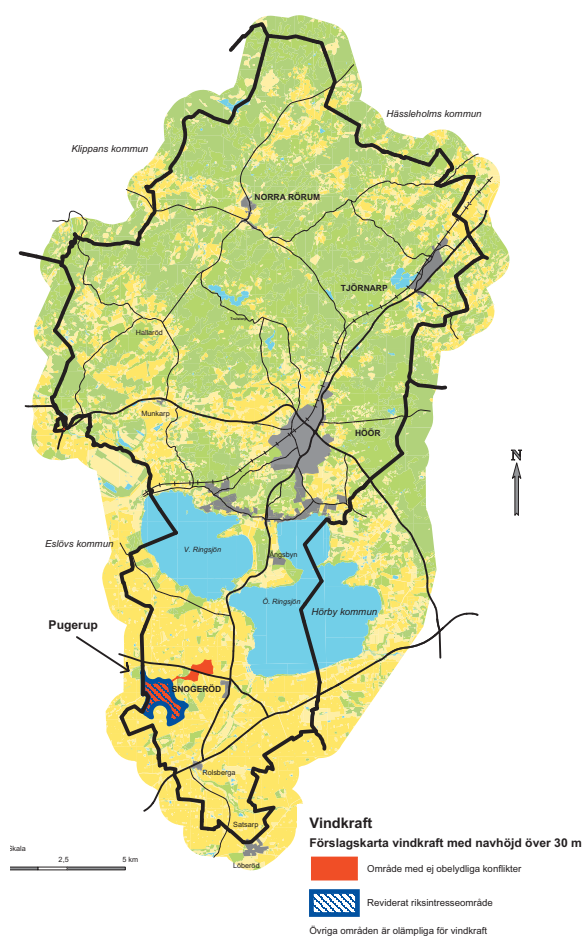 Hässleholms kommun
Klippans kommun
NORRA RÖRUM
TJÖRNARP
Hallaröd
Munkarp
HÖÖR
N
Eslövs kommun
V. Ringsjön
Ängsbyn
Ö. Ringsjön
Hörby kommun
Pugerup
SNOGERÖD
Rolsberga
Satsarp
Löberöd
kala
2,5
5 km
Vindkraft
Förslagskarta vindkraft med navhöjd över 30 m
Område med ej obelydliga konflikter
Reviderat riksintresseområde
Övriga områden är olämpliga för vindkraft